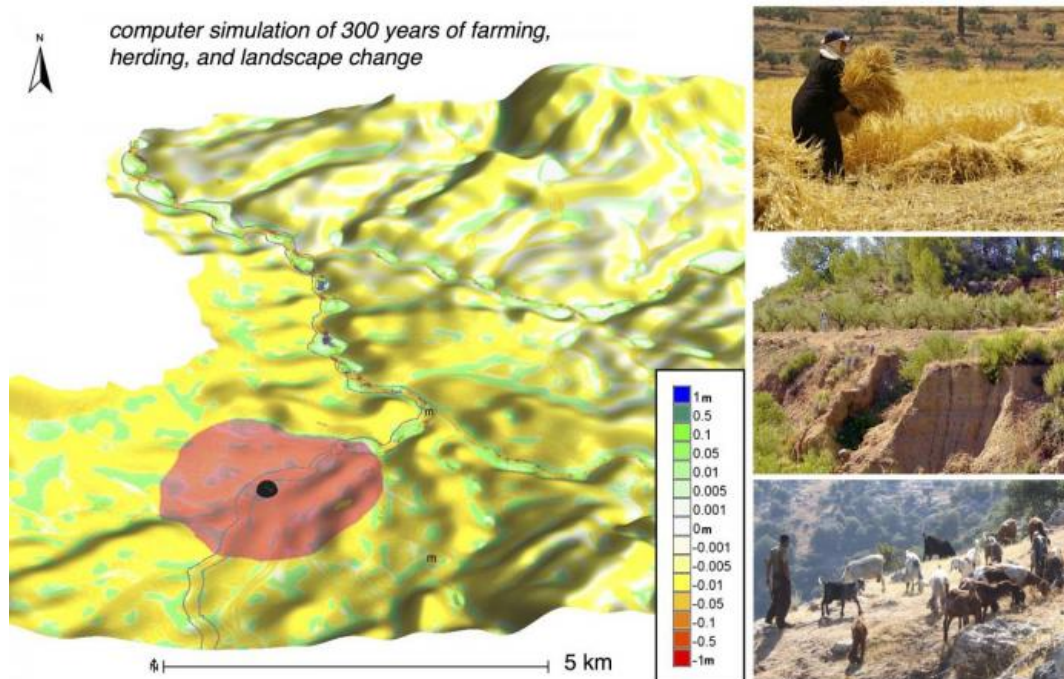 N
computer simulation of 300 years of farming,
herding, and landscape change
m
m
1m
0.5
0.1
0.05
0.01
0.005
0.001
0m
-0.001
-0.005
-0.01
-0.05
-0.1
-0.5
-1m
5 km